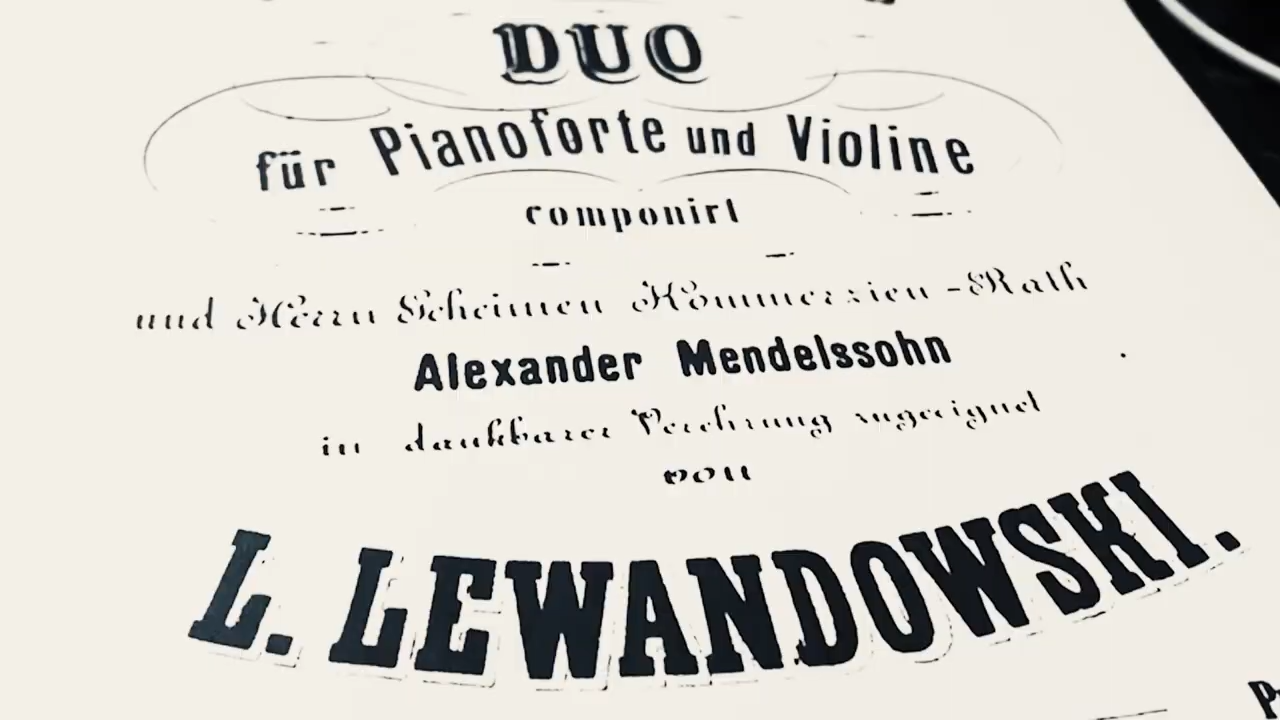 DUO
für Pianoforte und Violine
componirt
und Herrn Geheimen Kommerzien-Rath
Alexander Mendelssohn
in dankbarer Verehrung zugeeignet
von
L. LEWANDOWSKI.